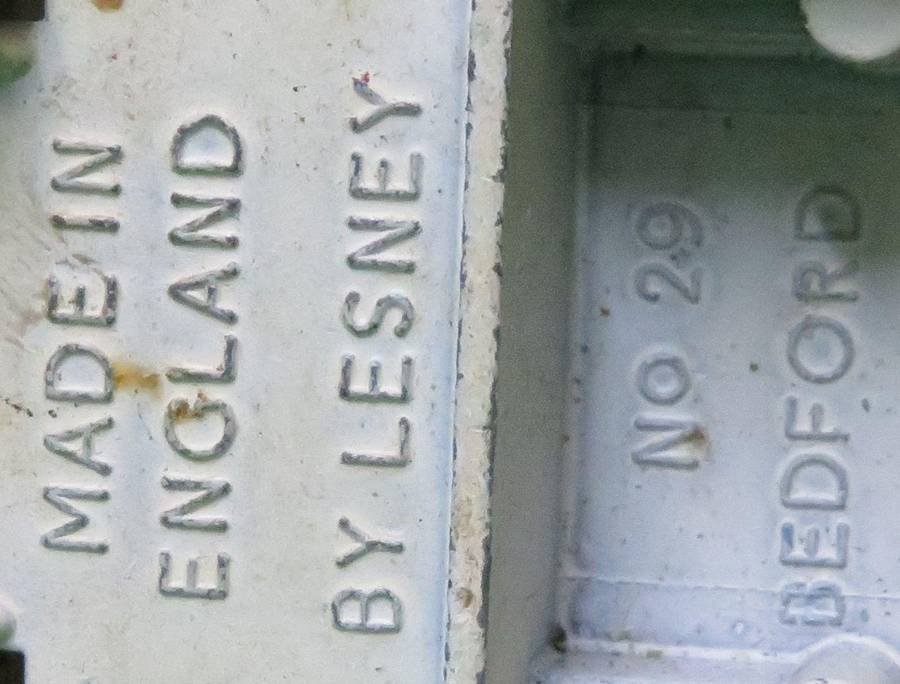 MADE IN
ENGLAND
BY LESNEY
No 29
BEDFORD